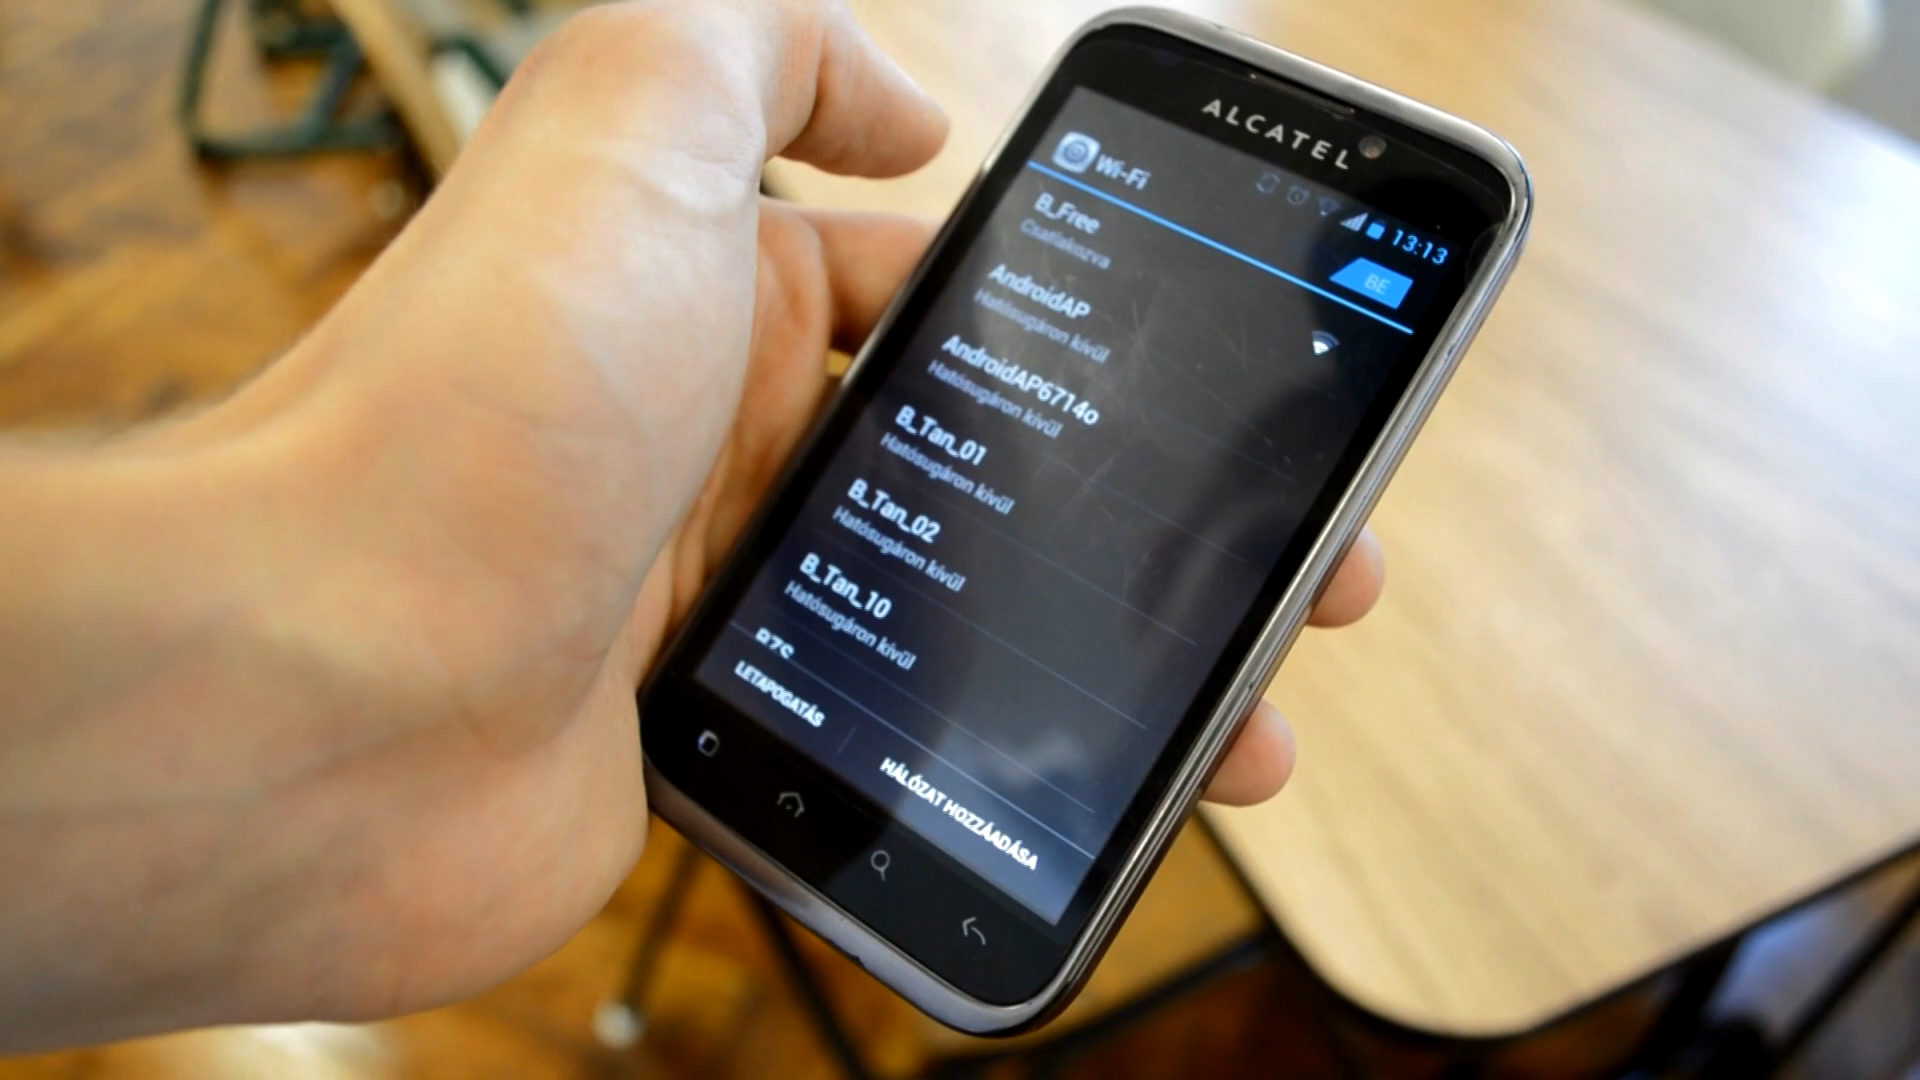 ALCATEL
13:13
Wi-Fi
BE
B_Free
Csatlakozva
AndroidAP
Hatósugáron kívül
AndroidAP6714o
Hatósugáron kívül
B_Tan_01
Hatósugáron kívül
B_Tan_02
Hatósugáron kívül
B_Tan_10
Hatósugáron kívül
LETAPOGATÁS
HÁLÓZAT HOZZÁADÁSA